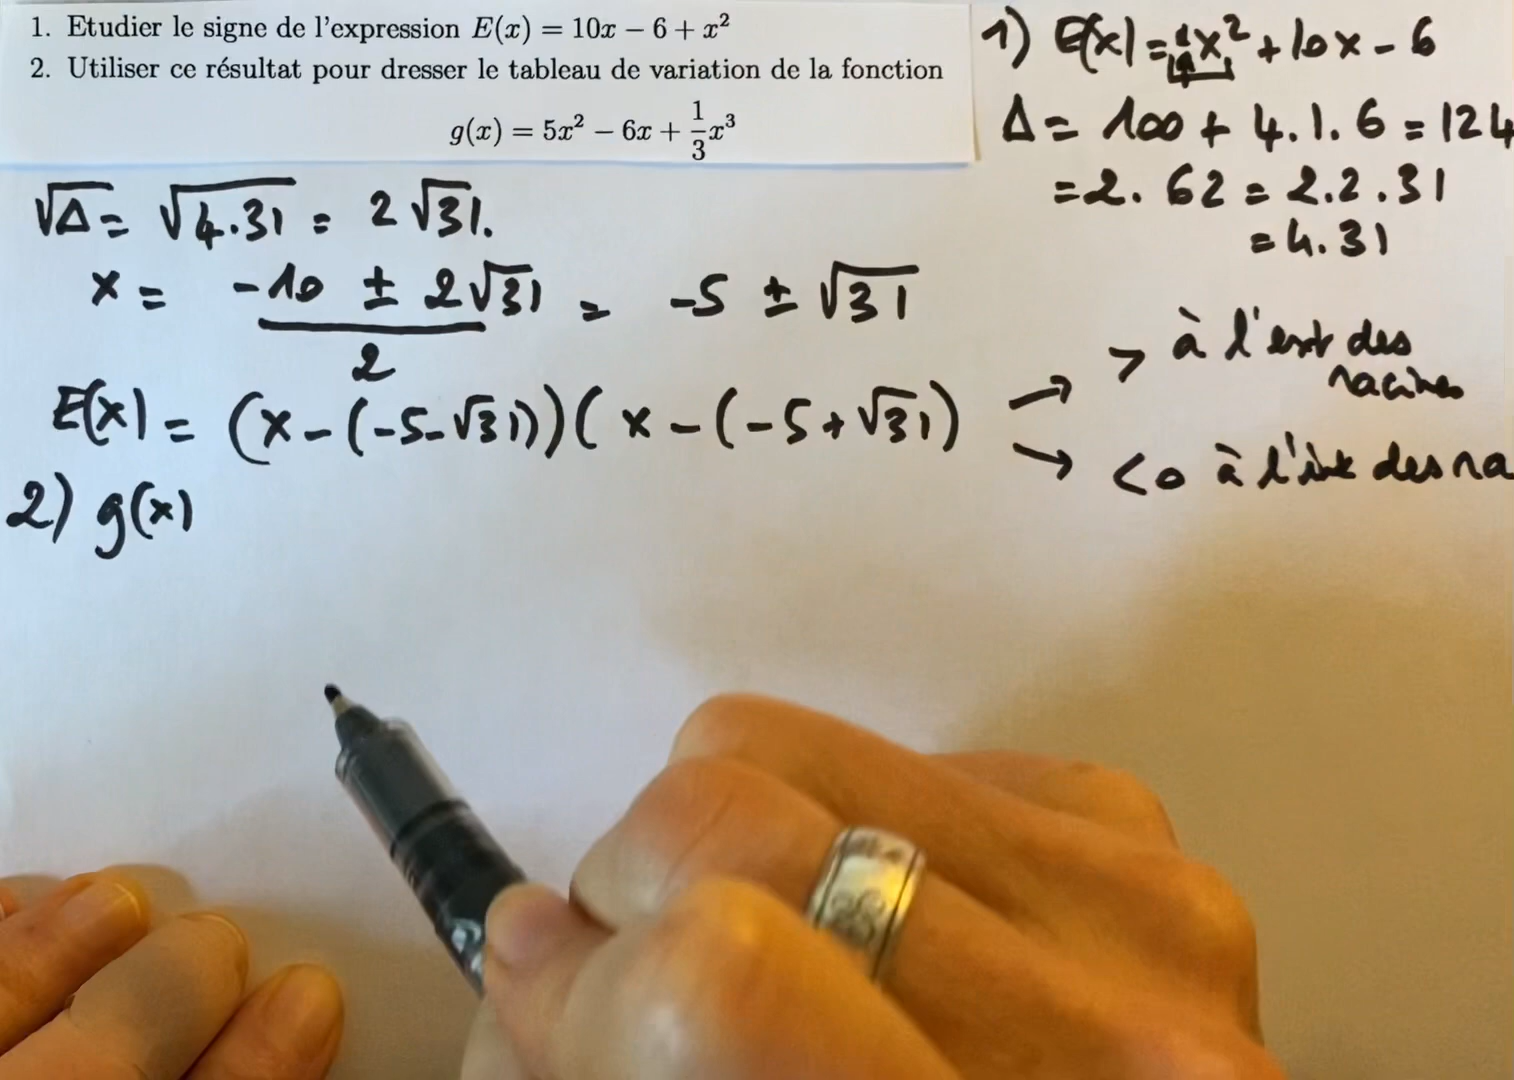 1. Etudier le signe de l'expression E(x) = 10x − 6 + x²
2. Utiliser ce résultat pour dresser le tableau de variation de la fonction
g(x) = 5x² − 6x + 1/3 x³
1) E(x) = 1x² + 10x − 6
Δ = 100 + 4.1.6 = 124
= 2. 62 = 2.2.31
= 4.31
√Δ = √4.31 = 2√31.
x = (−10 ± 2√31)/2 = −5 ± √31
E(x) = (x − (−5−√31))(x − (−5+√31)
→ > à l'ext des
racines
→ <0 à l'int des ra
2) g(x)